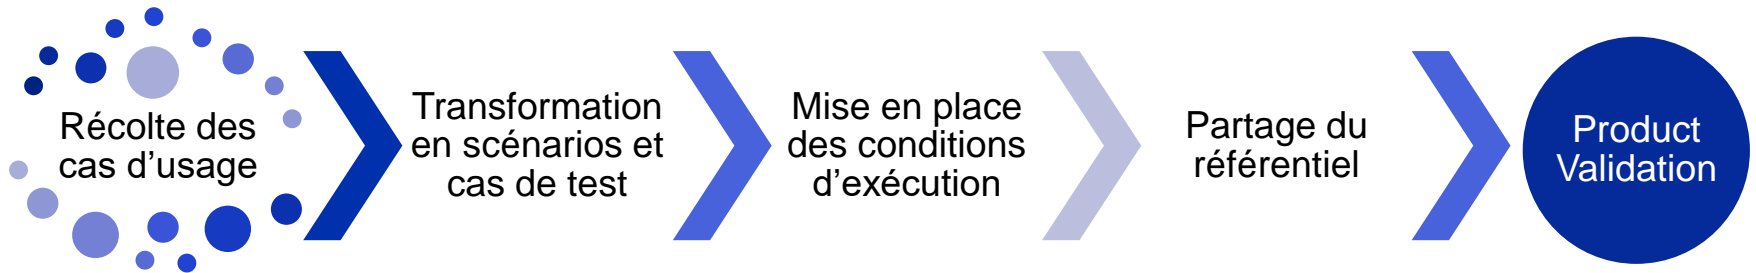 Récolte des
cas d’usage
Transformation
en scénarios et
cas de test
Mise en place
des conditions
d’exécution
Partage du
référentiel
Product
Validation